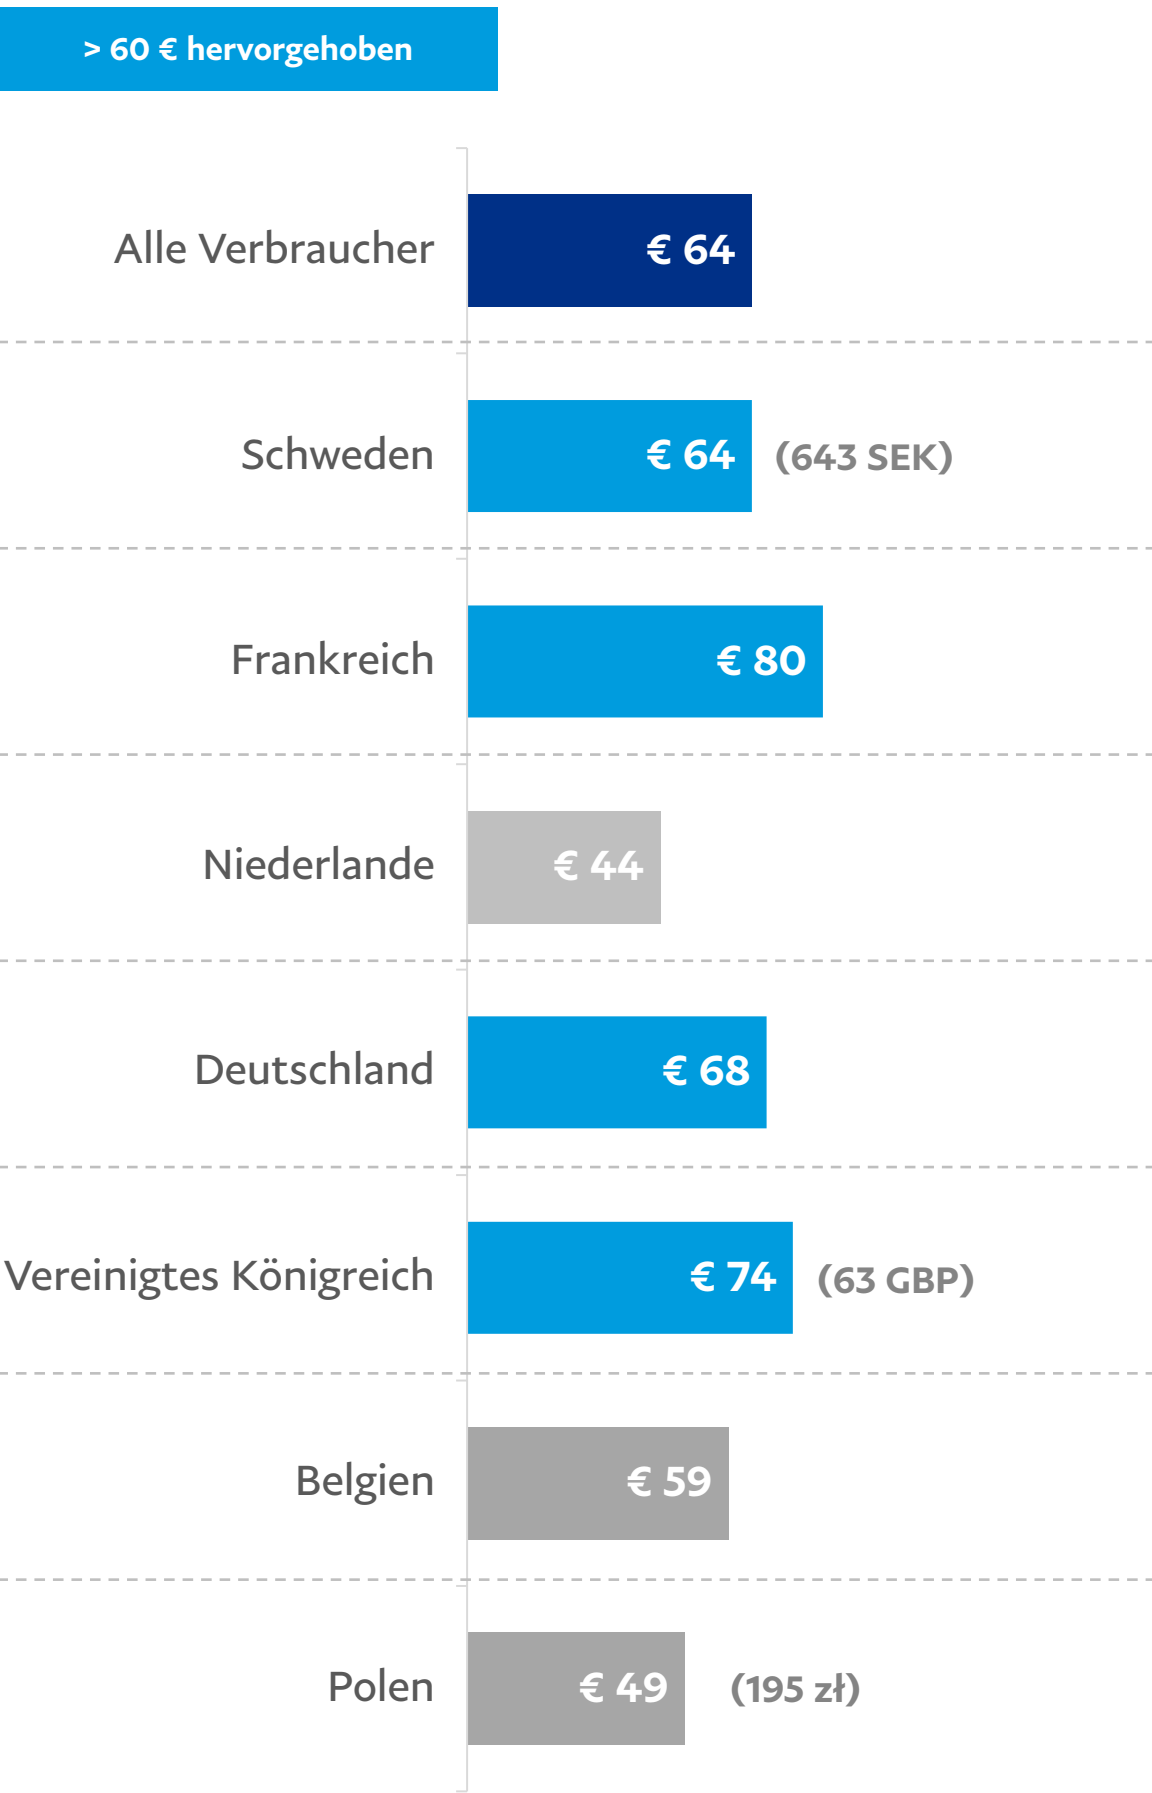 > 60 € hervorgehoben
Alle Verbraucher € 64
Schweden € 64 (643 SEK)
Frankreich € 80
Niederlande € 44
Deutschland € 68
Vereinigtes Königreich € 74 (63 GBP)
Belgien € 59
Polen € 49 (195 zł)